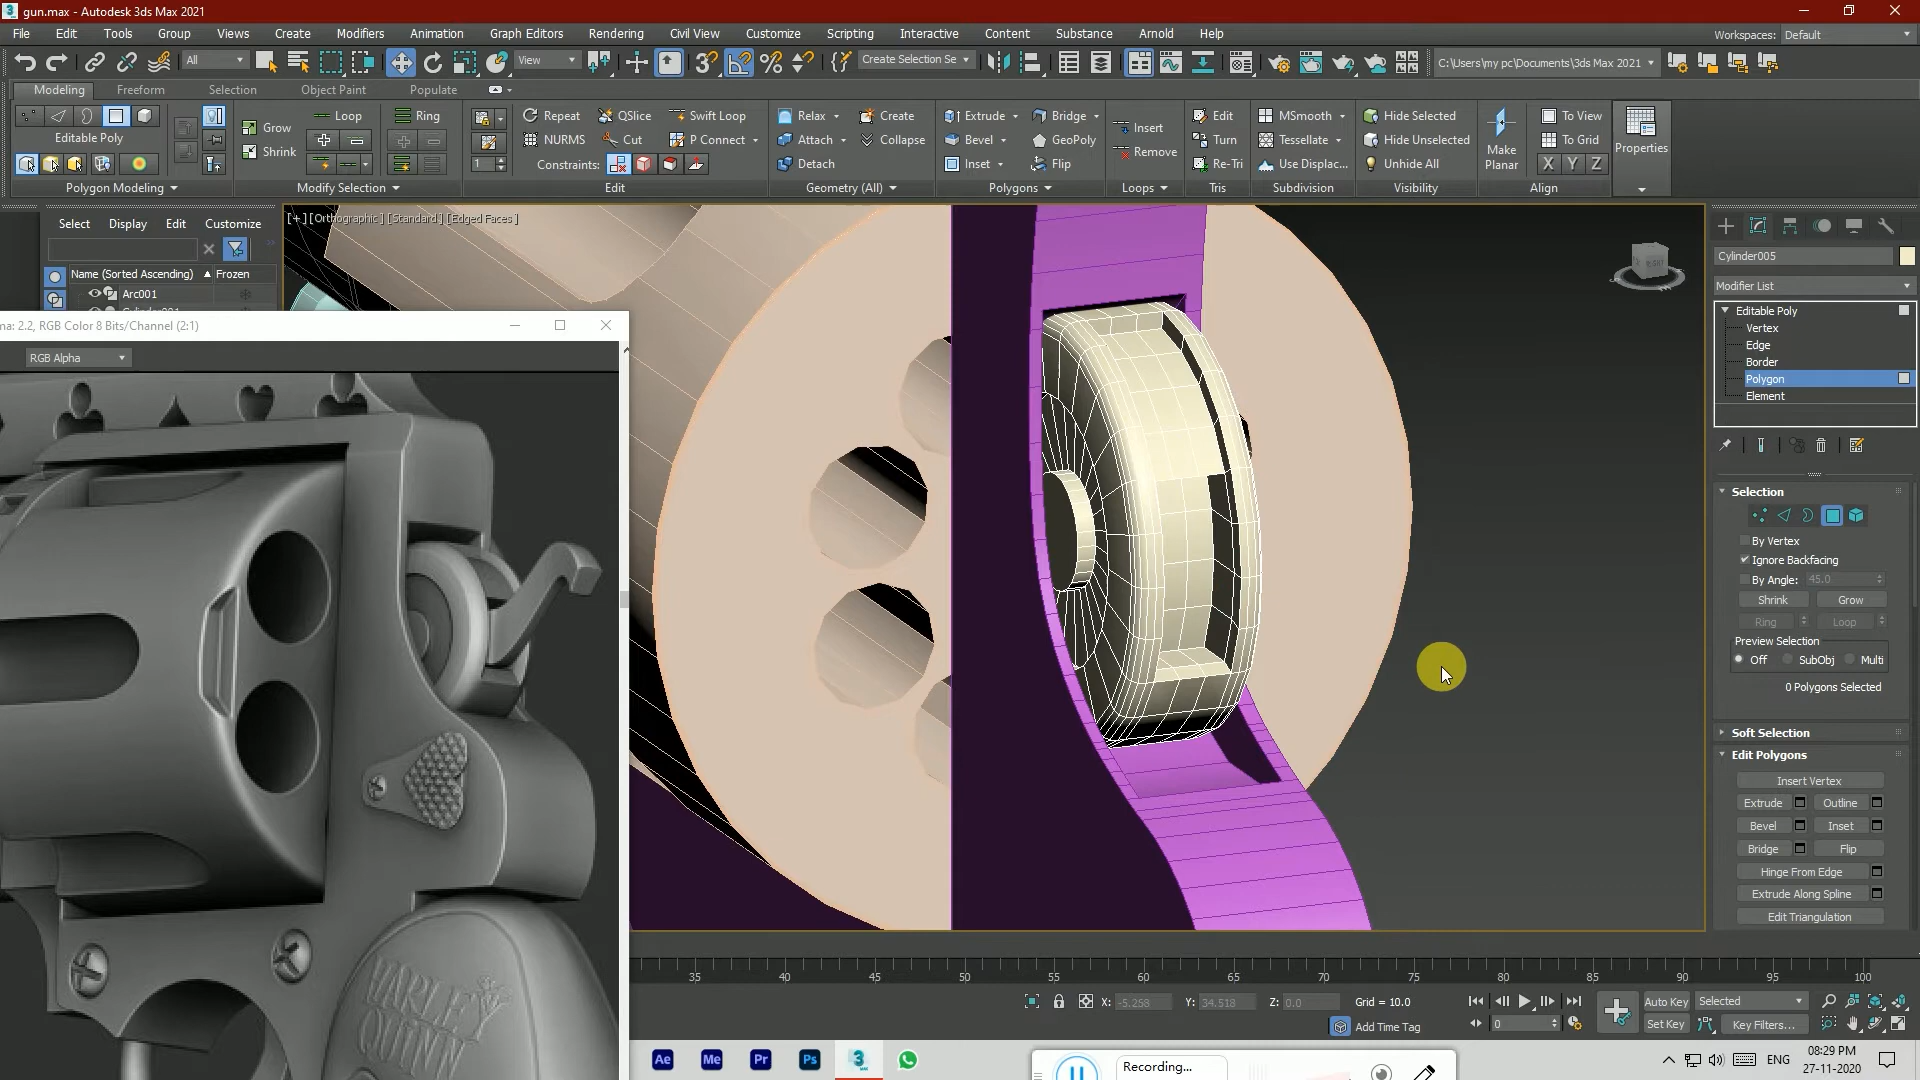 gun.max - Autodesk 3ds Max 2021
File Edit Tools Group Views Create Modifiers Animation Graph Editors Rendering Civil View Customize Scripting Interactive Content Substance Arnold Help
Workspaces: Default
All View Create Selection Se C:\Users\my pc\Documents\3ds Max 2021
Modeling Freeform Selection Object Paint Populate
Grow Loop Ring Repeat QSlice Swift Loop Relax Create Extrude Bridge Insert Edit MSmooth Hide Selected To View
Editable Poly Shrink NURMS Cut P Connect Attach Collapse Bevel GeoPoly Remove Turn Tessellate Hide Unselected Make Planar To Grid Properties
1 Constraints: Detach Inset Flip Re-Tri Use Displac... Unhide All X Y Z
Polygon Modeling Modify Selection Edit Geometry (All) Polygons Loops Tris Subdivision Visibility Align
Select Display Edit Customize
[+] [Orthographic ] [Standard ] [Edged Faces ]
Name (Sorted Ascending) Frozen
Arc001
ma: 2.2, RGB Color 8 Bits/Channel (2:1)
RGB Alpha
HARLEY
QUINN
Cylinder005
Modifier List
Editable Poly
Vertex
Edge
Border
Polygon
Element
Selection
By Vertex
Ignore Backfacing
By Angle: 45.0
Shrink Grow
Ring Loop
Preview Selection
Off SubObj Multi
0 Polygons Selected
Soft Selection
Edit Polygons
Insert Vertex
Extrude Outline
Bevel Inset
Bridge Flip
Hinge From Edge
Extrude Along Spline
Edit Triangulation
35 40 45 50 55 60 65 70 75 80 85 90 95 100
X: -5.258 Y: 34.518 Z: 0.0 Grid = 10.0 Auto Key Selected
Add Time Tag 0 Set Key Key Filters...
Ae Me Pr Ps 3
Recording...
ENG 08:29 PM
27-11-2020